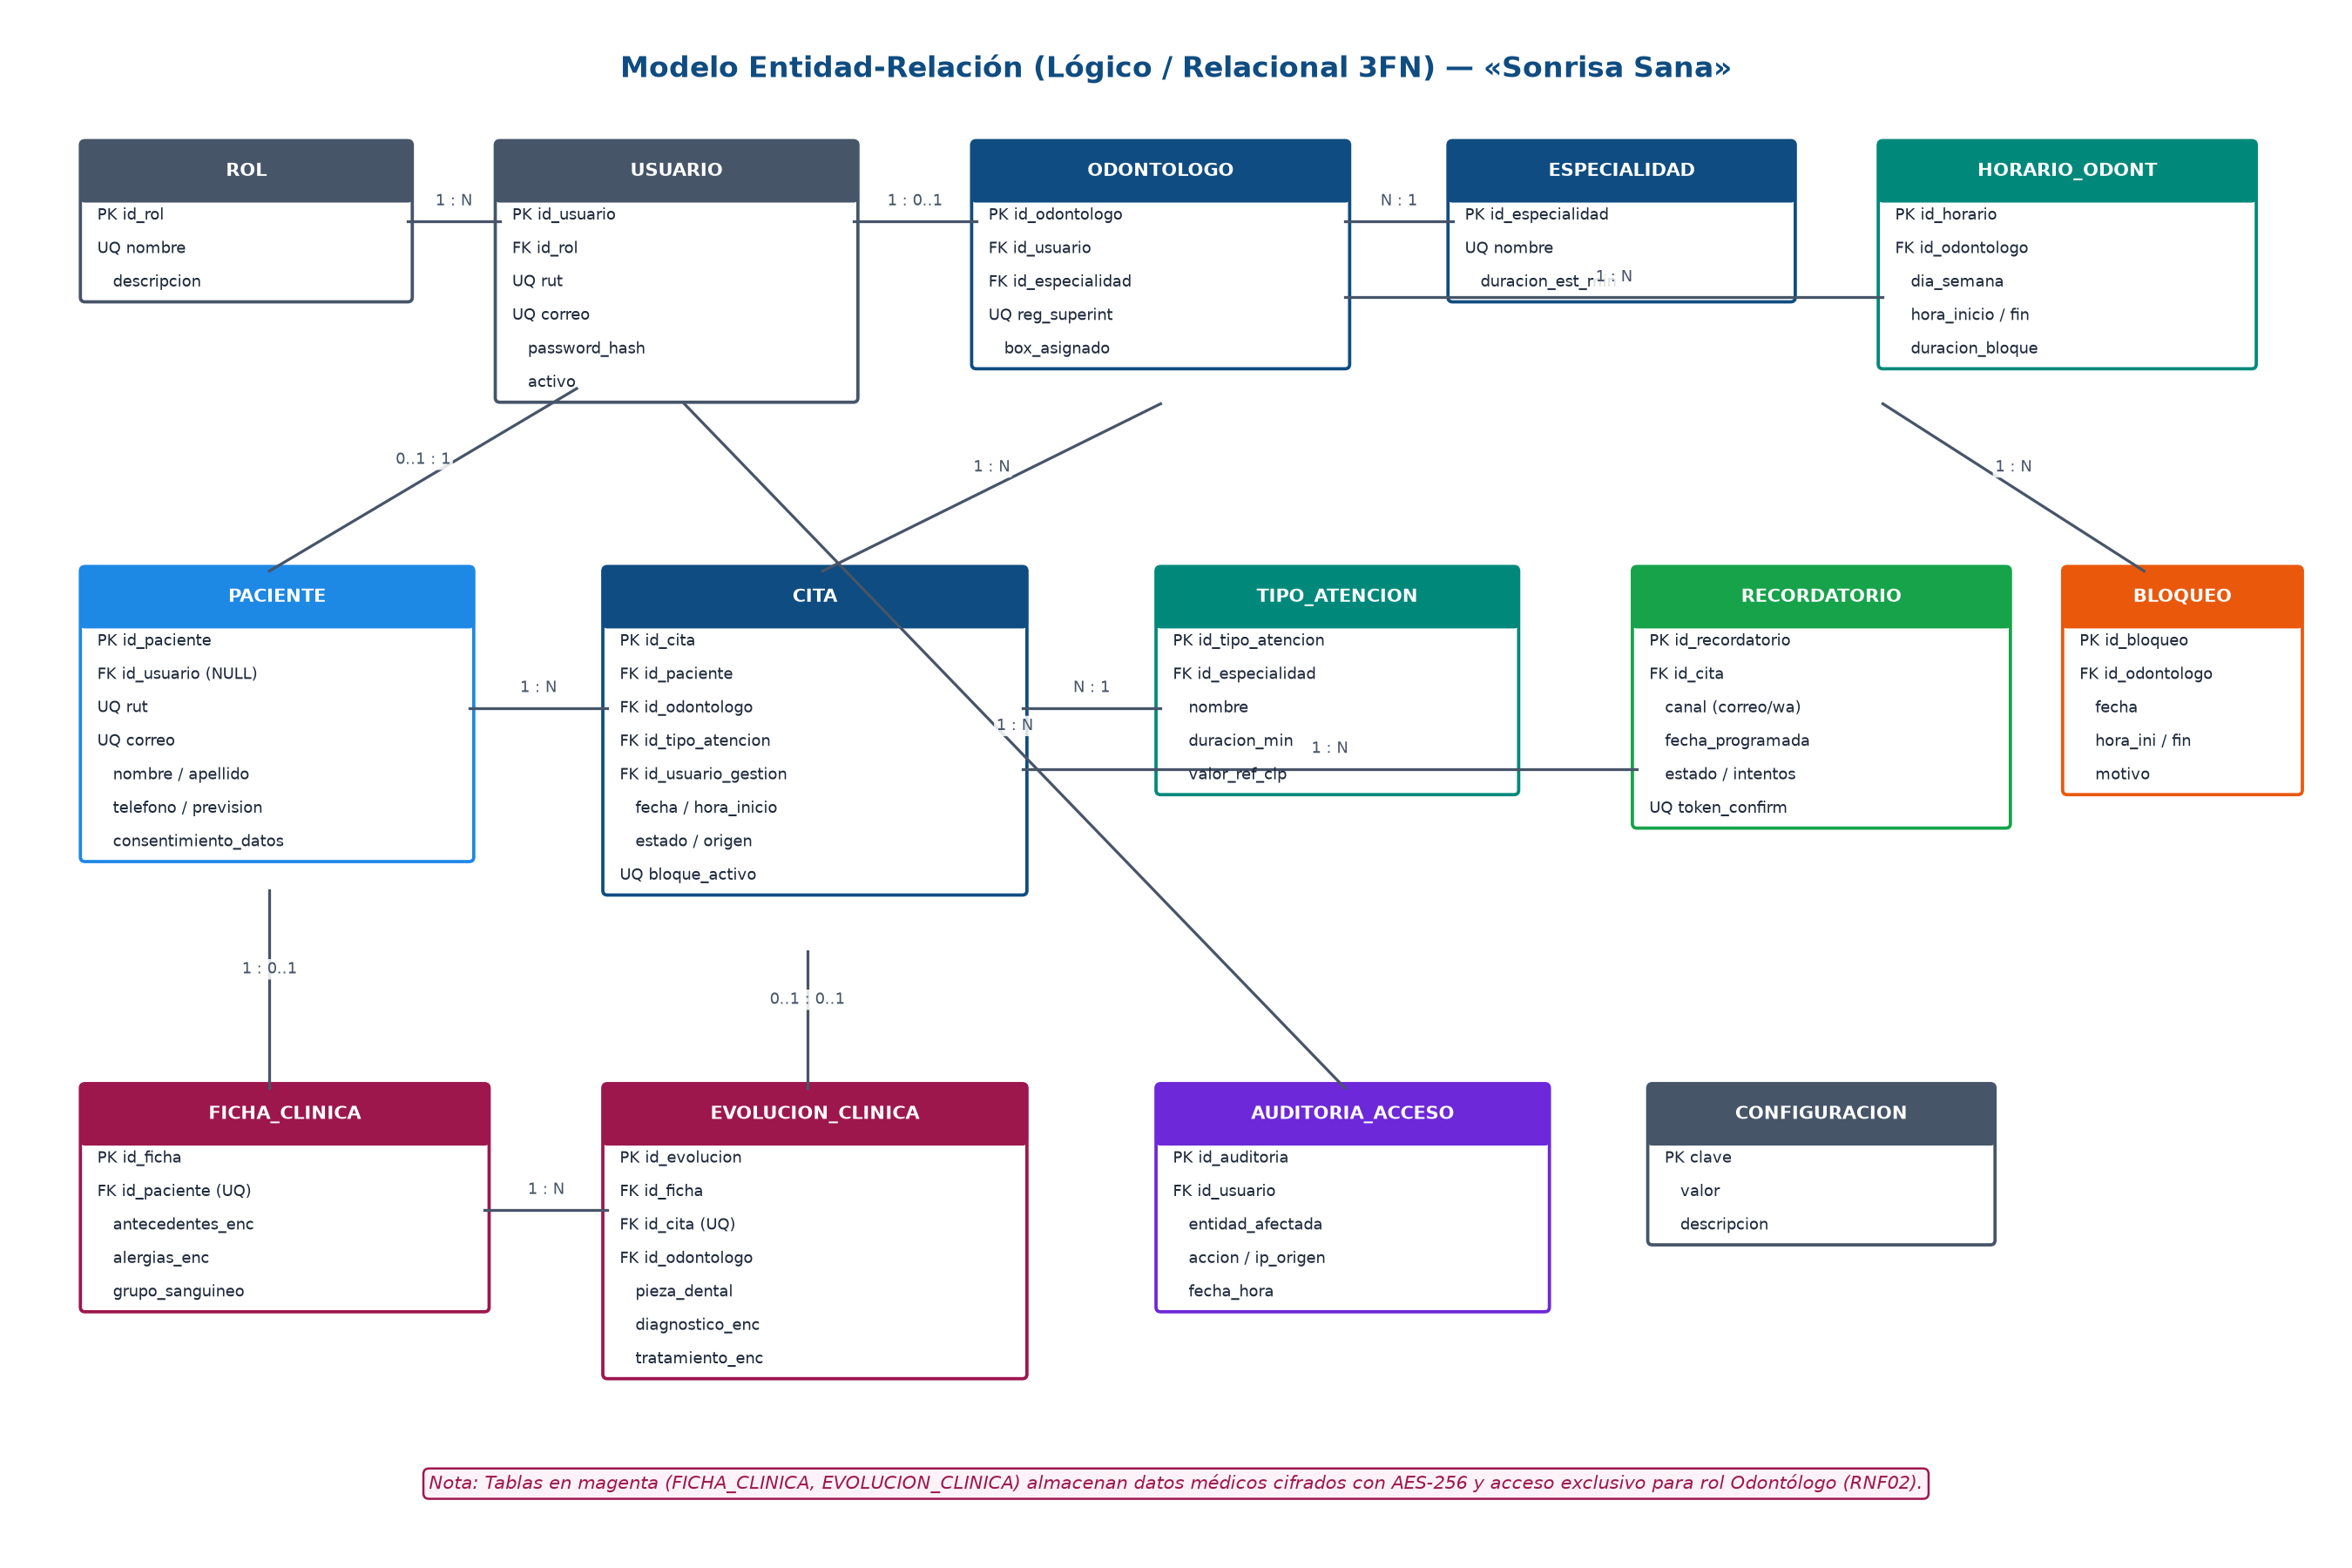 Modelo Entidad-Relación (Lógico / Relacional 3FN) — «Sonrisa Sana»
ROL
PK id_rol
UQ nombre
descripcion
1 : N
USUARIO
PK id_usuario
FK id_rol
UQ rut
UQ correo
password_hash
activo
1 : 0..1
ODONTOLOGO
PK id_odontologo
FK id_usuario
FK id_especialidad
UQ reg_superint
box_asignado
N : 1
ESPECIALIDAD
PK id_especialidad
UQ nombre
duracion_est_min
1 : N
HORARIO_ODONT
PK id_horario
FK id_odontologo
dia_semana
hora_inicio / fin
duracion_bloque
0..1 : 1
1 : N
1 : N
PACIENTE
PK id_paciente
FK id_usuario (NULL)
UQ rut
UQ correo
nombre / apellido
telefono / prevision
consentimiento_datos
1 : N
CITA
PK id_cita
FK id_paciente
FK id_odontologo
FK id_tipo_atencion
FK id_usuario_gestion
fecha / hora_inicio
estado / origen
UQ bloque_activo
N : 1
1 : N
TIPO_ATENCION
PK id_tipo_atencion
FK id_especialidad
nombre
duracion_min
valor_ref_clp
1 : N
RECORDATORIO
PK id_recordatorio
FK id_cita
canal (correo/wa)
fecha_programada
estado / intentos
UQ token_confirm
BLOQUEO
PK id_bloqueo
FK id_odontologo
fecha
hora_ini / fin
motivo
1 : 0..1
0..1 : 0..1
FICHA_CLINICA
PK id_ficha
FK id_paciente (UQ)
antecedentes_enc
alergias_enc
grupo_sanguineo
1 : N
EVOLUCION_CLINICA
PK id_evolucion
FK id_ficha
FK id_cita (UQ)
FK id_odontologo
pieza_dental
diagnostico_enc
tratamiento_enc
AUDITORIA_ACCESO
PK id_auditoria
FK id_usuario
entidad_afectada
accion / ip_origen
fecha_hora
CONFIGURACION
PK clave
valor
descripcion
Nota: Tablas en magenta (FICHA_CLINICA, EVOLUCION_CLINICA) almacenan datos médicos cifrados con AES-256 y acceso exclusivo para rol Odontólogo (RNF02).